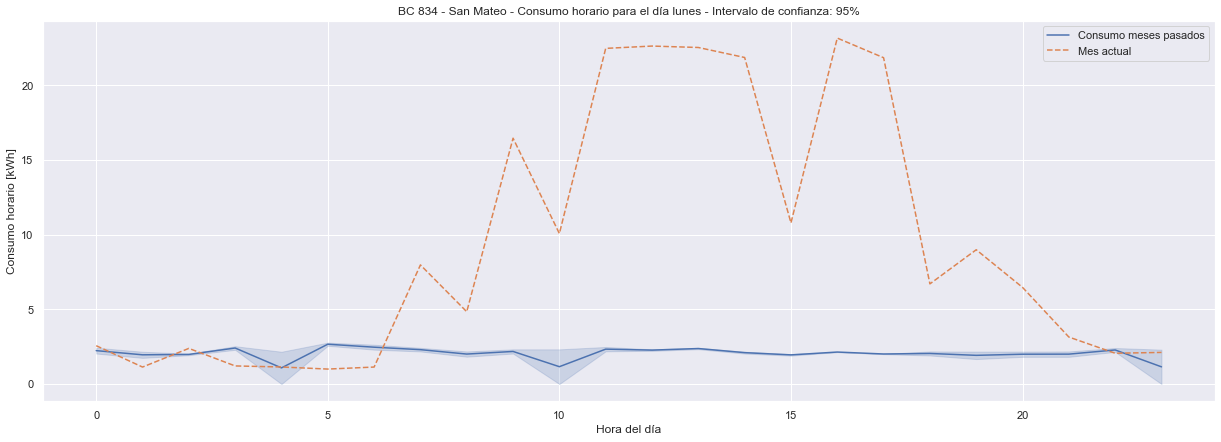 BC 834 - San Mateo - Consumo horario para el día lunes - Intervalo de confianza: 95%
Consumo meses pasados
Mes actual
Consumo horario [kWh]
20
15
10
5
0
0
5
10
15
20
Hora del día